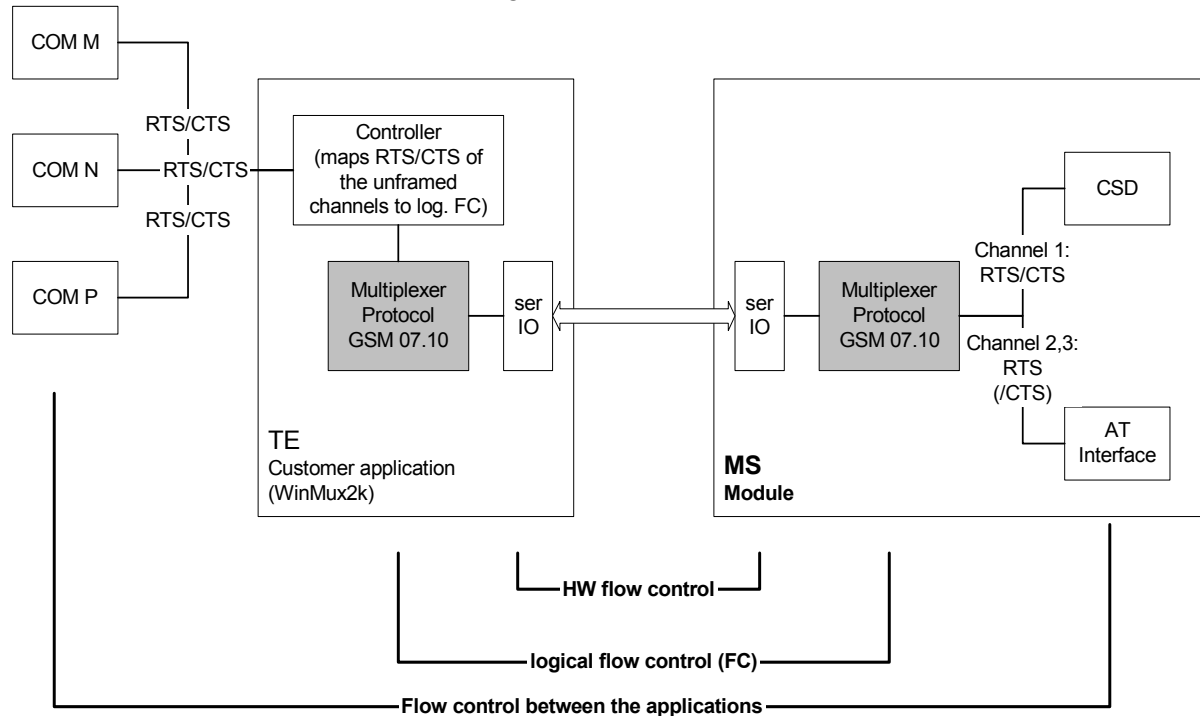 COM M
COM N
COM P
RTS/CTS
RTS/CTS
RTS/CTS
Controller
(maps RTS/CTS of
the unframed
channels to log. FC)
Multiplexer
Protocol
GSM 07.10
ser
IO
TE
Customer application
(WinMux2k)
ser
IO
Multiplexer
Protocol
GSM 07.10
Channel 1:
RTS/CTS
Channel 2,3:
RTS
(/CTS)
CSD
AT
Interface
MS
Module
HW flow control
logical flow control (FC)
Flow control between the applications